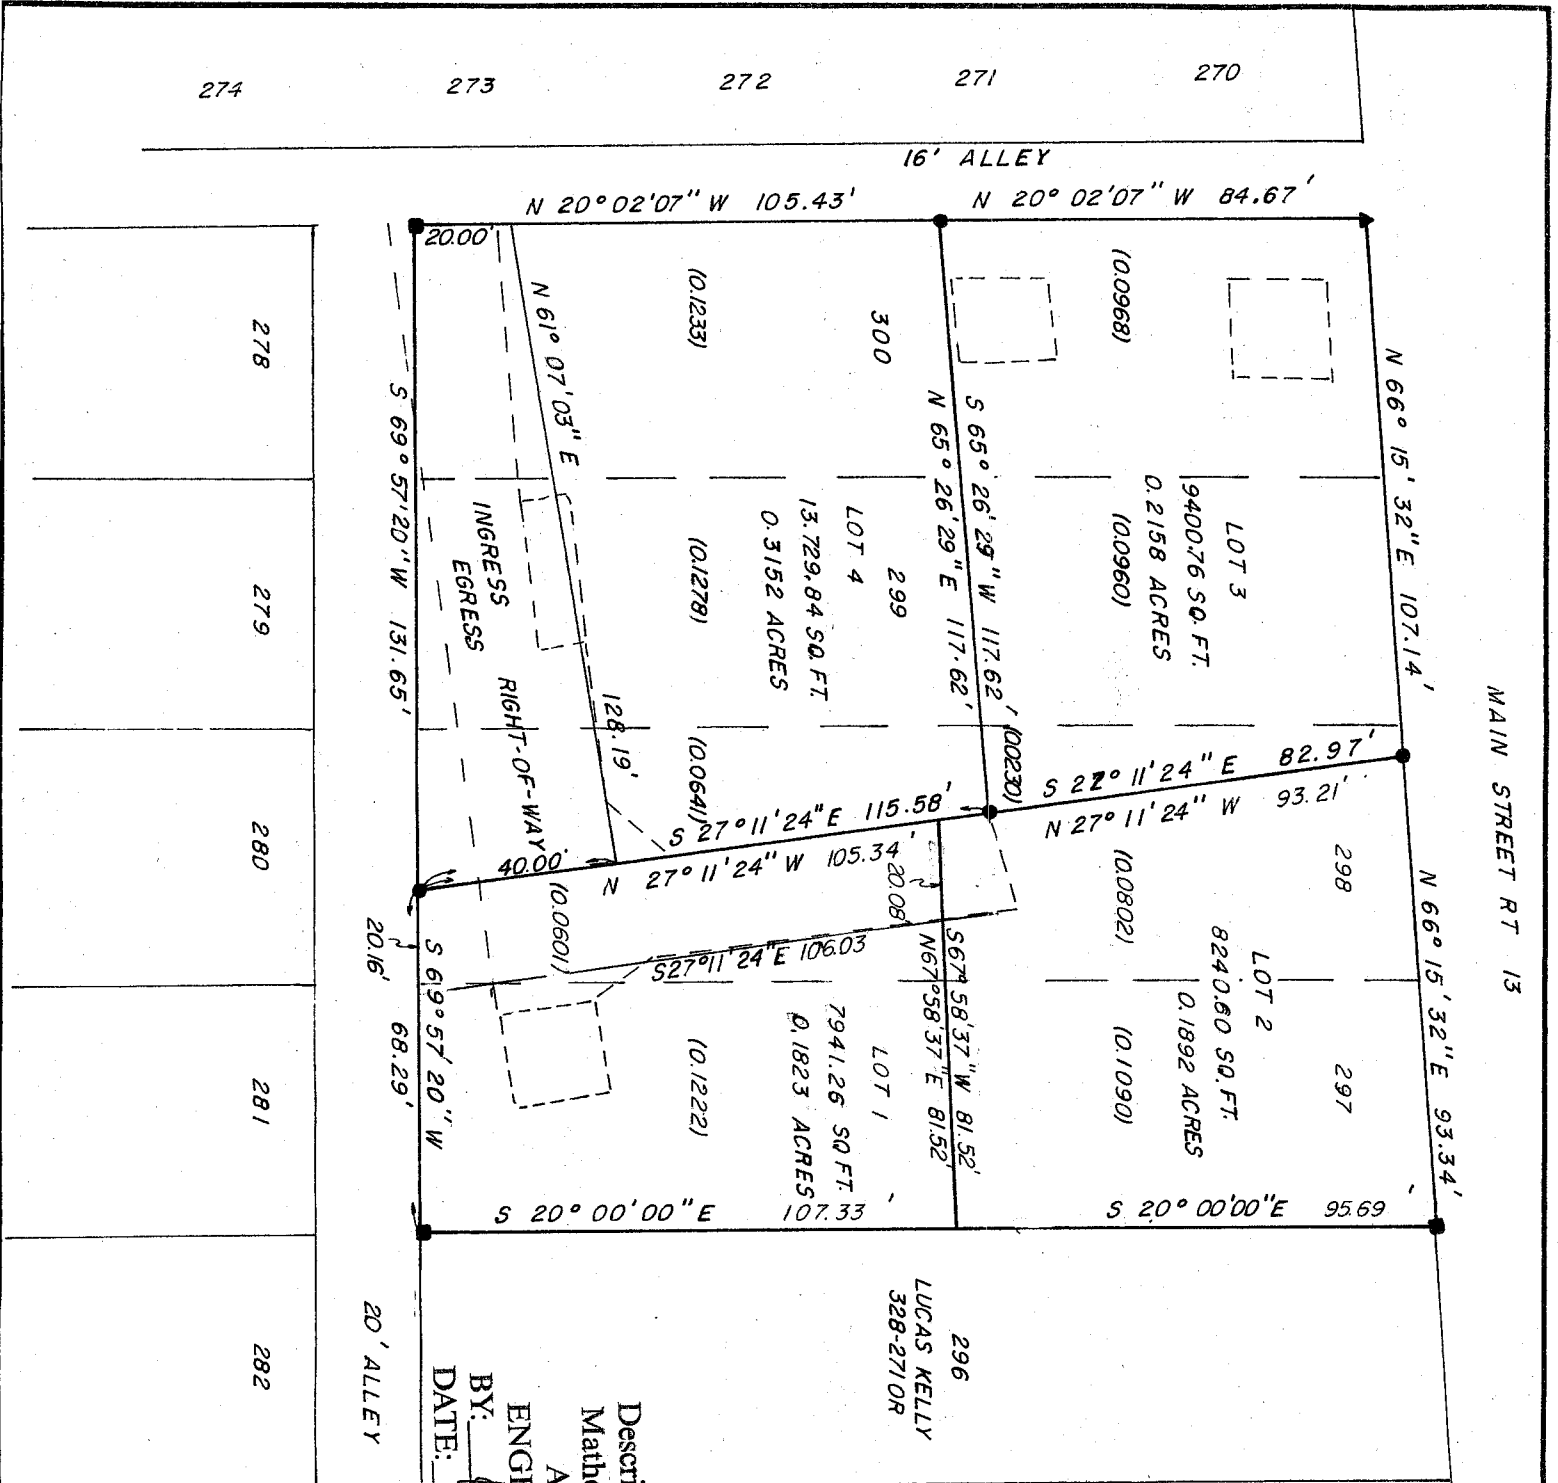 274
273
272
271
270
16' ALLEY
N 20° 02'07" W 105.43'
N 20° 02'07" W 84.67'
20.00'
N 61° 07'03" E
128.19'
(0.1233)
300
(0.0968)
N 66° 15' 32" E 107.14'
S 65° 26' 29" W 117.62'
N 65° 26' 29" E 117.62'
278
S 69° 57'20" W 131.65'
INGRESS
EGRESS
RIGHT-OF-WAY
(0.1278)
299
LOT 4
13.729.84 SQ. FT.
0.3152 ACRES
LOT 3
9400.76 SQ. FT.
0.2158 ACRES
(0.0960)
279
(0.0641)
(0.0230)
MAIN STREET RT 13
S 27° 11'24" E 82.97'
N 27° 11'24" W 93.21'
S 27° 11'24" E 115.58'
N 27° 11'24" W 105.34'
40.00'
280
(0.0601)
20.08'
(0.0802)
298
N 66° 15' 32" E 93.34'
S 27° 11'24" E 106.03
20.16'
S 69° 57' 20" W
68.29'
S 67° 58'37" W 81.52'
N 67° 58'37" E 81.52'
LOT 2
8240.60 SQ. FT.
0.1892 ACRES
(0.1090)
297
LOT 1
7941.26 SQ FT.
0.1823 ACRES
(0.1222)
281
S 20° 00'00" E 107.33'
S 20° 00'00" E 95.69'
296
LUCAS KELLY
328-271 OR
282
20' ALLEY
Descri
Mathe
A
ENGI
BY:
DATE: